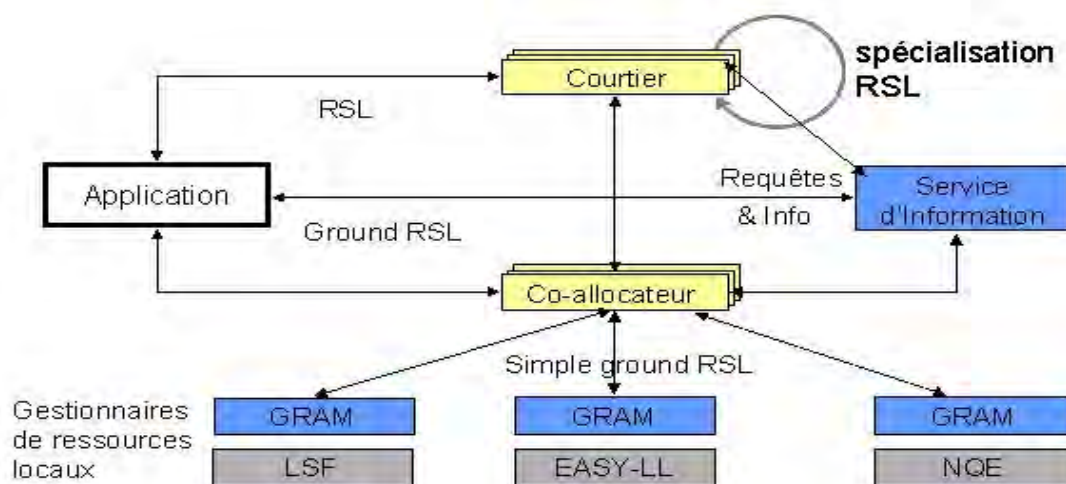 spécialisation
RSL
Courtier
RSL
Application
Requêtes
& Info
Service
d'Information
Ground RSL
Co-allocateur
Simple ground RSL
Gestionnaires
de ressources
locaux
GRAM
GRAM
GRAM
LSF
EASY-LL
NQE